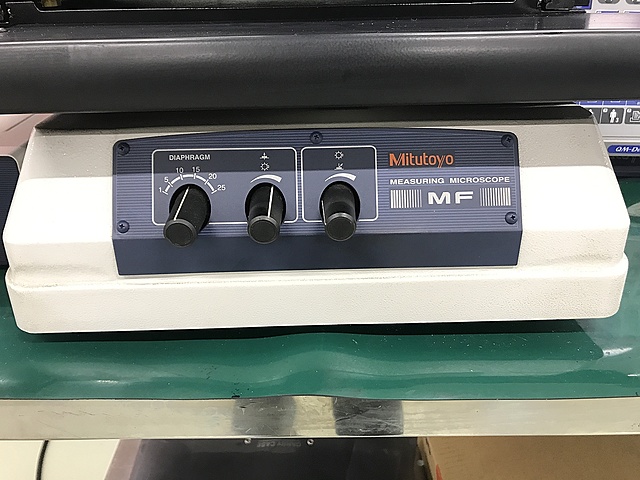 DIAPHRAGM
1 5 10 15 20 25
Mitutoyo
MEASURING MICROSCOPE
MF